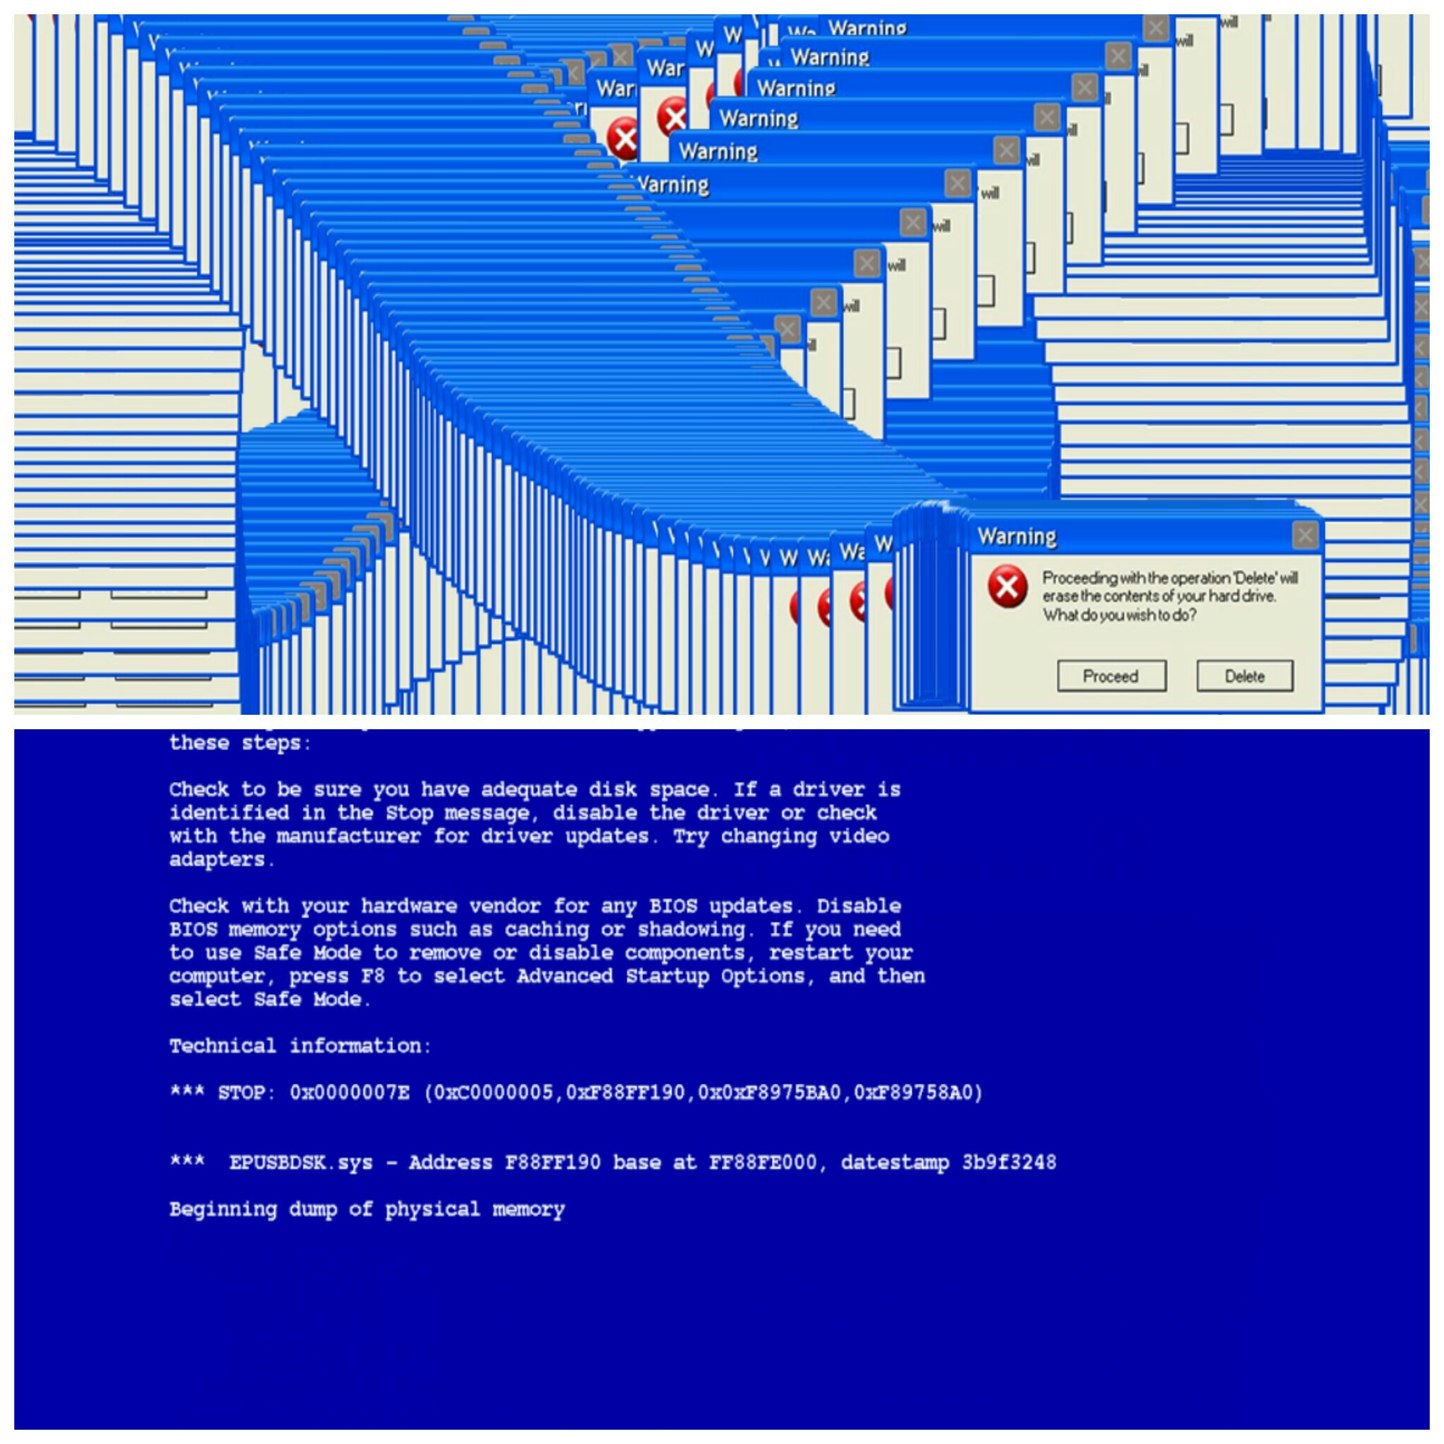 Warning
Warning
Warning
Warning
Warning
Warning
will
will
will
will
Warning
Proceeding with the operation 'Delete' will
erase the contents of your hard drive.
What do you wish to do?
Proceed Delete
these steps:
Check to be sure you have adequate disk space. If a driver is
identified in the Stop message, disable the driver or check
with the manufacturer for driver updates. Try changing video
adapters.
Check with your hardware vendor for any BIOS updates. Disable
BIOS memory options such as caching or shadowing. If you need
to use Safe Mode to remove or disable components, restart your
computer, press F8 to select Advanced Startup Options, and then
select Safe Mode.
Technical information:
*** STOP: 0x0000007E (0xC0000005,0xF88FF190,0x0xF8975BA0,0xF89758A0)
*** EPUSBDSK.sys - Address F88FF190 base at FF88FE000, datestamp 3b9f3248
Beginning dump of physical memory